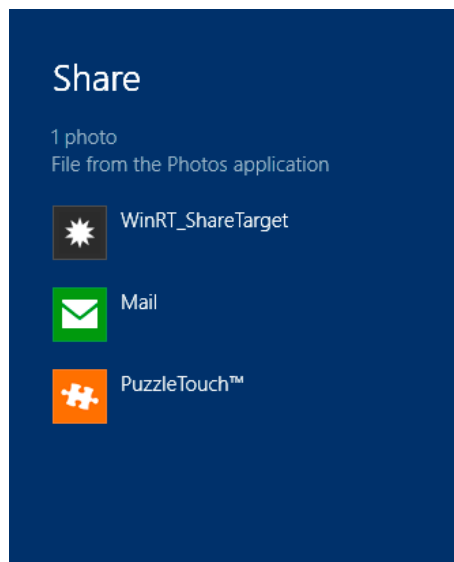 Share
1 photo
File from the Photos application
WinRT_ShareTarget
Mail
PuzzleTouch™